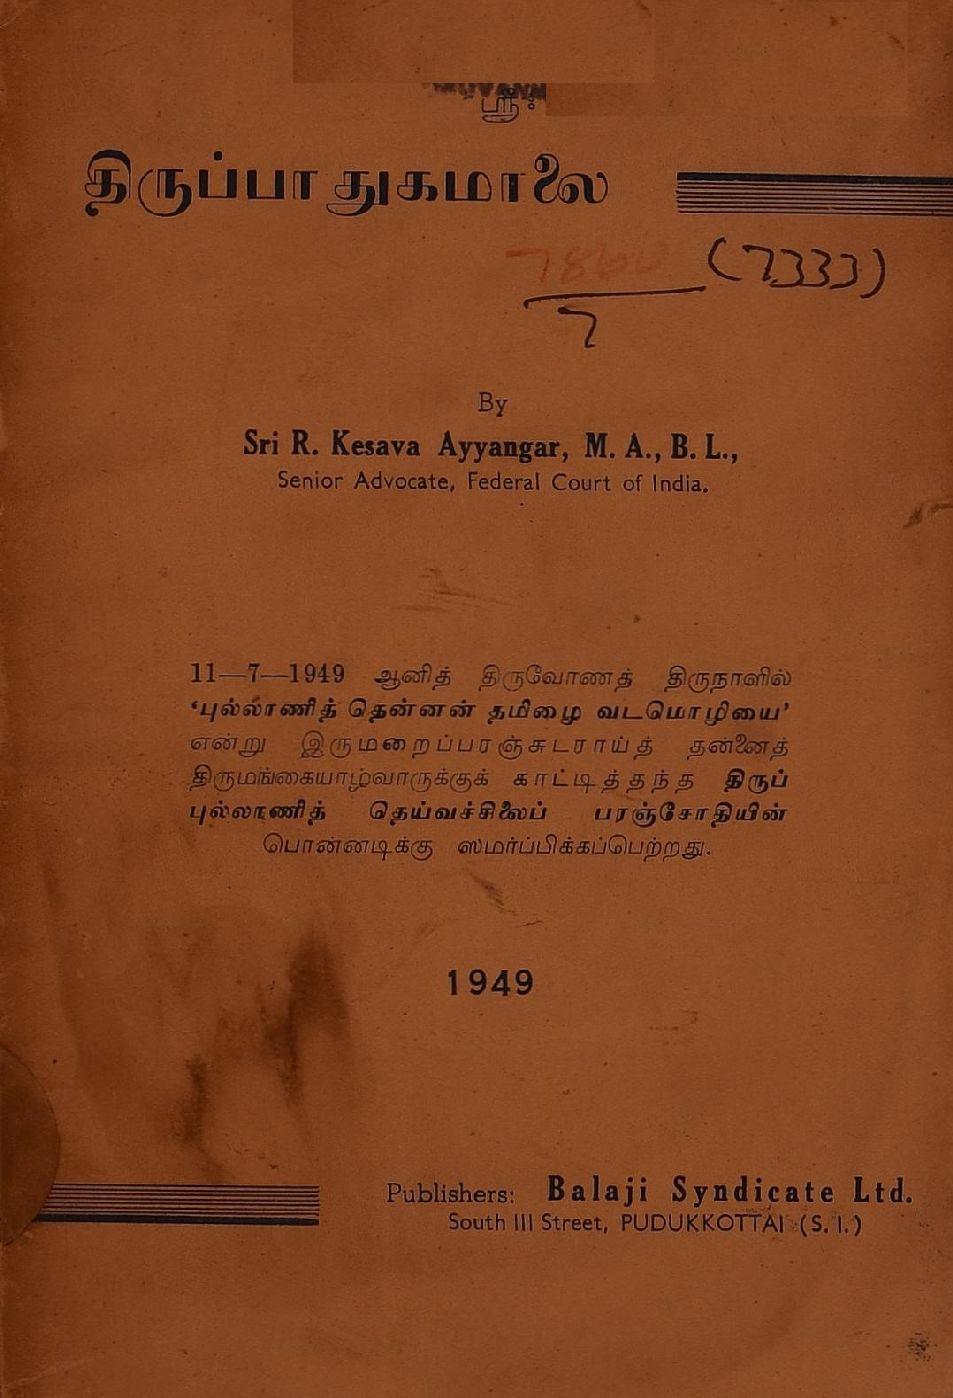 ஸ்ரீ:
திருப்பாதுகமாலை
7860 (7333)
7
By
Sri R. Kesava Ayyangar, M. A., B. L.,
Senior Advocate, Federal Court of India.
11—7—1949 ஆனித் திருவோணத் திருநாளில்
‘புல்லாணித் தென்னன் தமிழை வடமொழியை’
என்று இருமறைப்பரஞ்சுடராய்த் தன்னைத்
திருமங்கையாழ்வாருக்குக் காட்டித்தந்த திருப்
புல்லாணித் தெய்வச்சிலைப் பரஞ்சோதியின்
பொன்னடிக்கு ஸமர்ப்பிக்கப்பெற்றது.
1949
Publishers: Balaji Syndicate Ltd.
South III Street, PUDUKKOTTAI (S. I.)